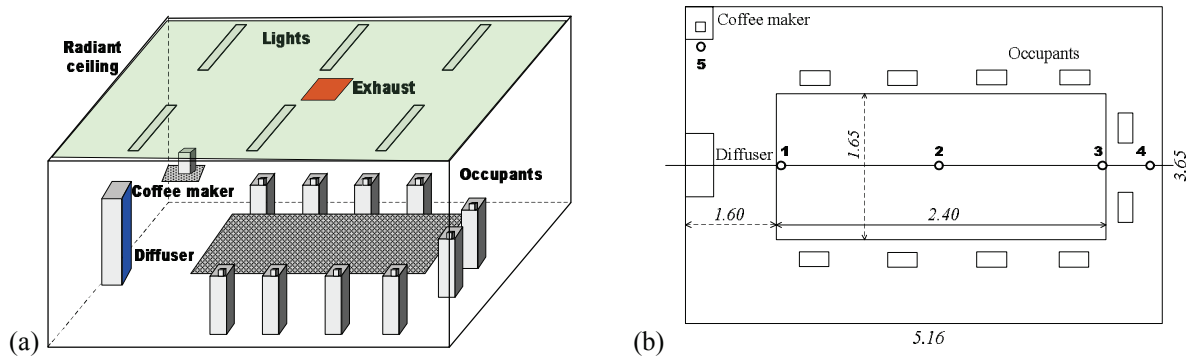 Lights
Radiant
ceiling
Exhaust
Coffee maker
Occupants
Diffuser
(a)
Coffee maker
5
Occupants
Diffuser
1
1.65
2
3
4
3.65
1.60
2.40
5.16
(b)